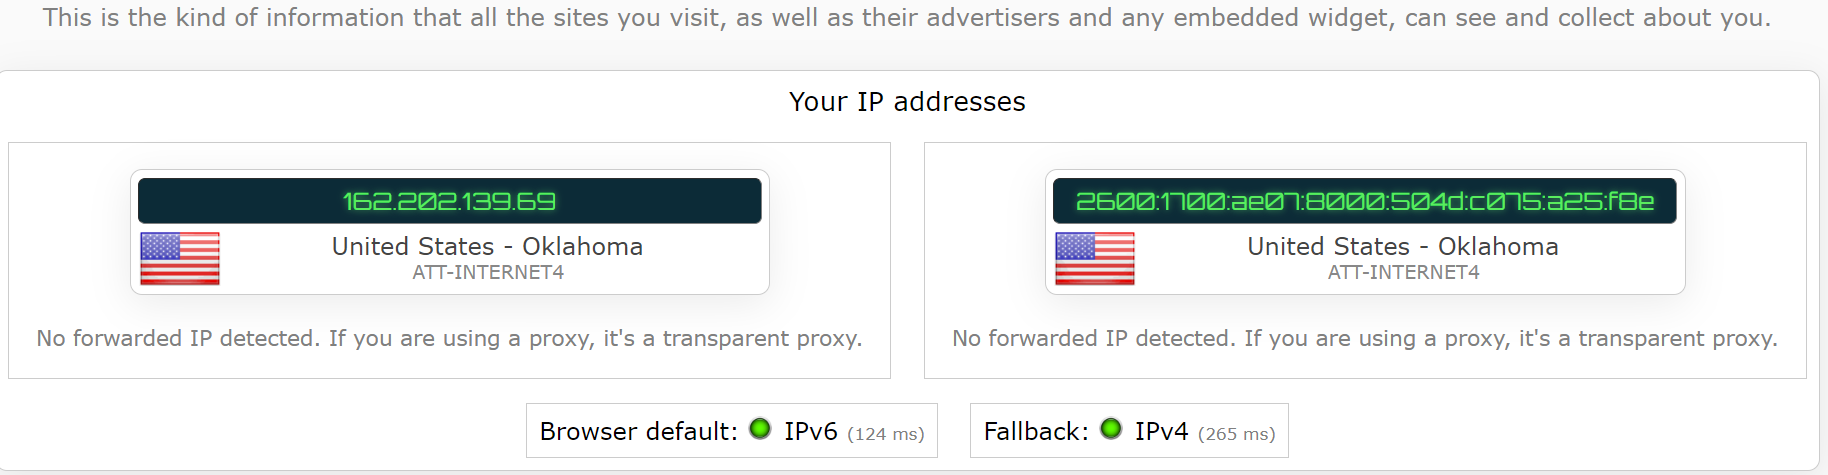 This is the kind of information that all the sites you visit, as well as their advertisers and any embedded widget, can see and collect about you.
Your IP addresses
162.202.139.69
United States - Oklahoma
ATT-INTERNET4
No forwarded IP detected. If you are using a proxy, it's a transparent proxy.
2600:1700:ae07:8000:504d:c075:a25:f8e
United States - Oklahoma
ATT-INTERNET4
No forwarded IP detected. If you are using a proxy, it's a transparent proxy.
Browser default: IPv6 (124 ms)
Fallback: IPv4 (265 ms)